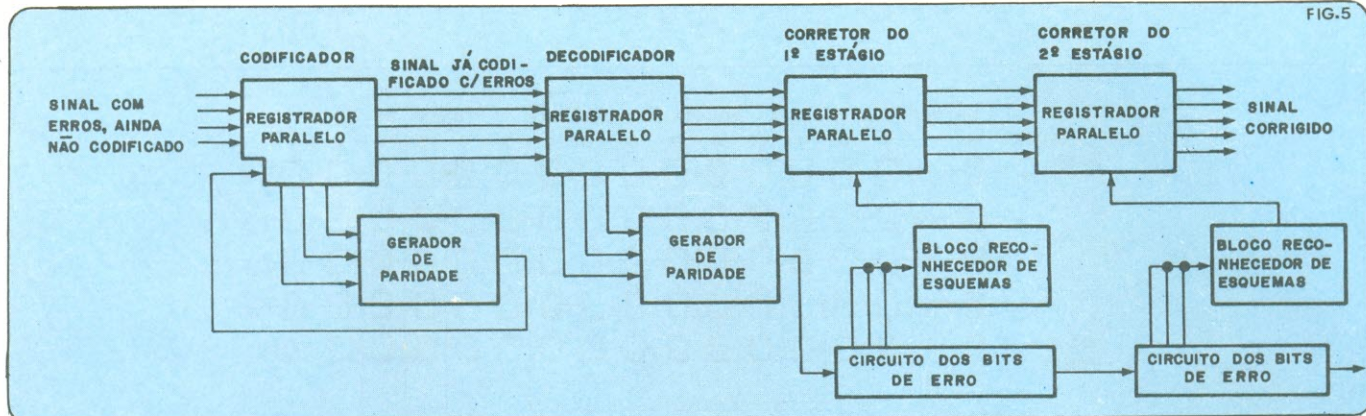 FIG.5
CODIFICADOR
SINAL JÁ CODI-
FICADO C/ ERROS
DECODIFICADOR
CORRETOR DO
1º ESTÁGIO
CORRETOR DO
2º ESTÁGIO
SINAL COM
ERROS, AINDA
NÃO CODIFICADO
REGISTRADOR
PARALELO
REGISTRADOR
PARALELO
REGISTRADOR
PARALELO
REGISTRADOR
PARALELO
SINAL
CORRIGIDO
GERADOR
DE
PARIDADE
GERADOR
DE
PARIDADE
BLOCO RECO-
NHECEDOR DE
ESQUEMAS
BLOCO RECO-
NHECEDOR DE
ESQUEMAS
CIRCUITO DOS BITS
DE ERRO
CIRCUITO DOS BITS
DE ERRO